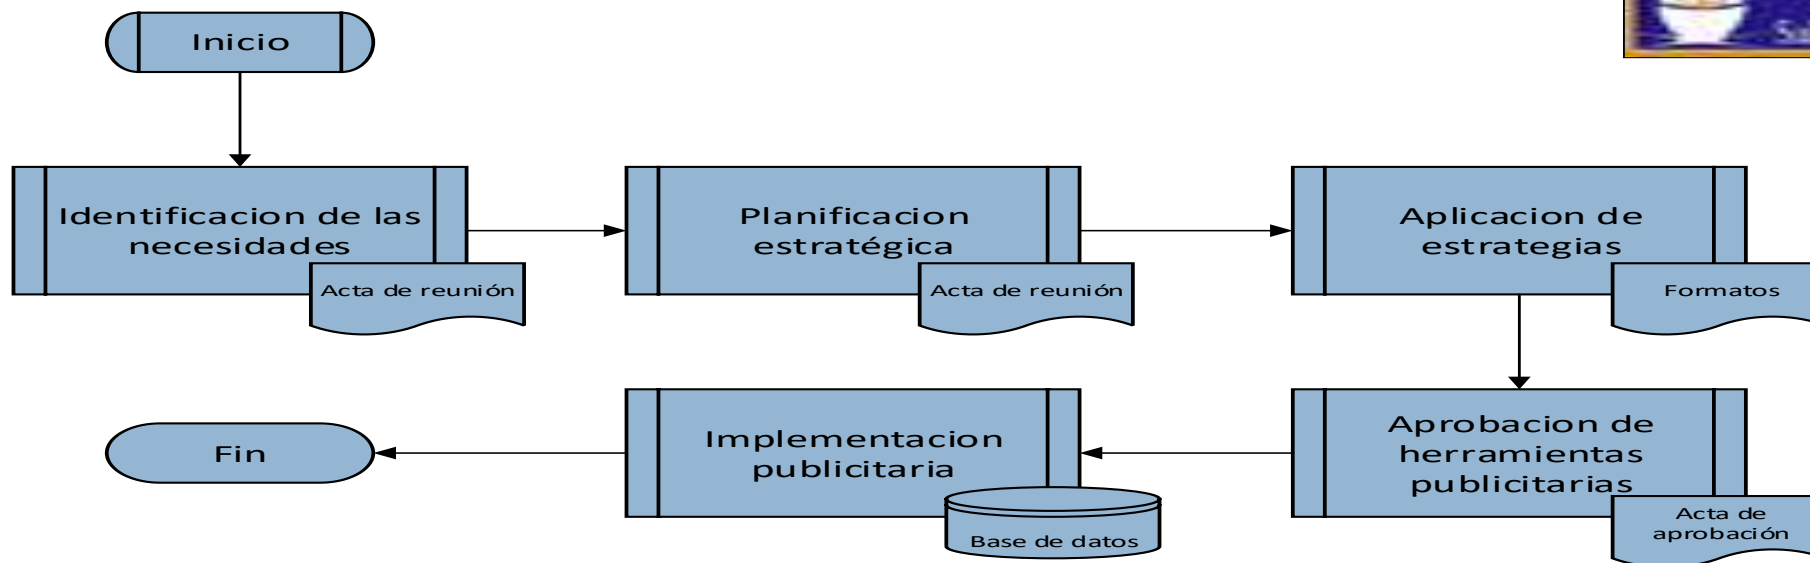 Inicio
Identificacion de las
necesidades
Acta de reunión
Planificacion
estratégica
Acta de reunión
Aplicacion de
estrategias
Formatos
Aprobacion de
herramientas
publicitarias
Acta de
aprobación
Implementacion
publicitaria
Base de datos
Fin